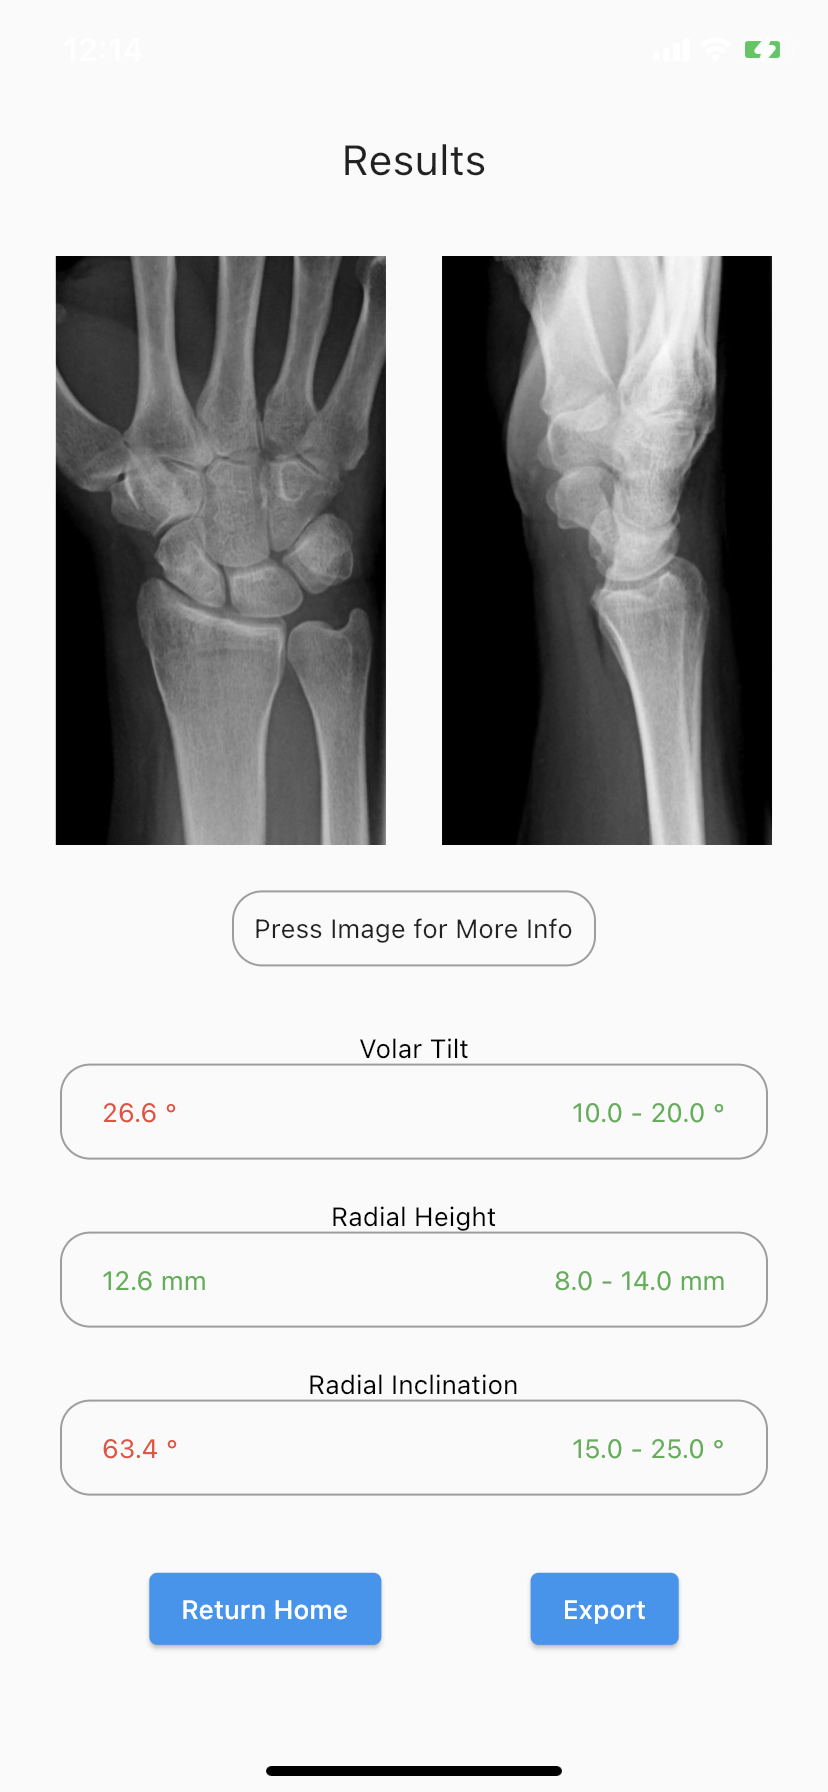 12:14
Results
Press Image for More Info
Volar Tilt
26.6 ° 10.0 - 20.0 °
Radial Height
12.6 mm 8.0 - 14.0 mm
Radial Inclination
63.4 ° 15.0 - 25.0 °
Return Home Export